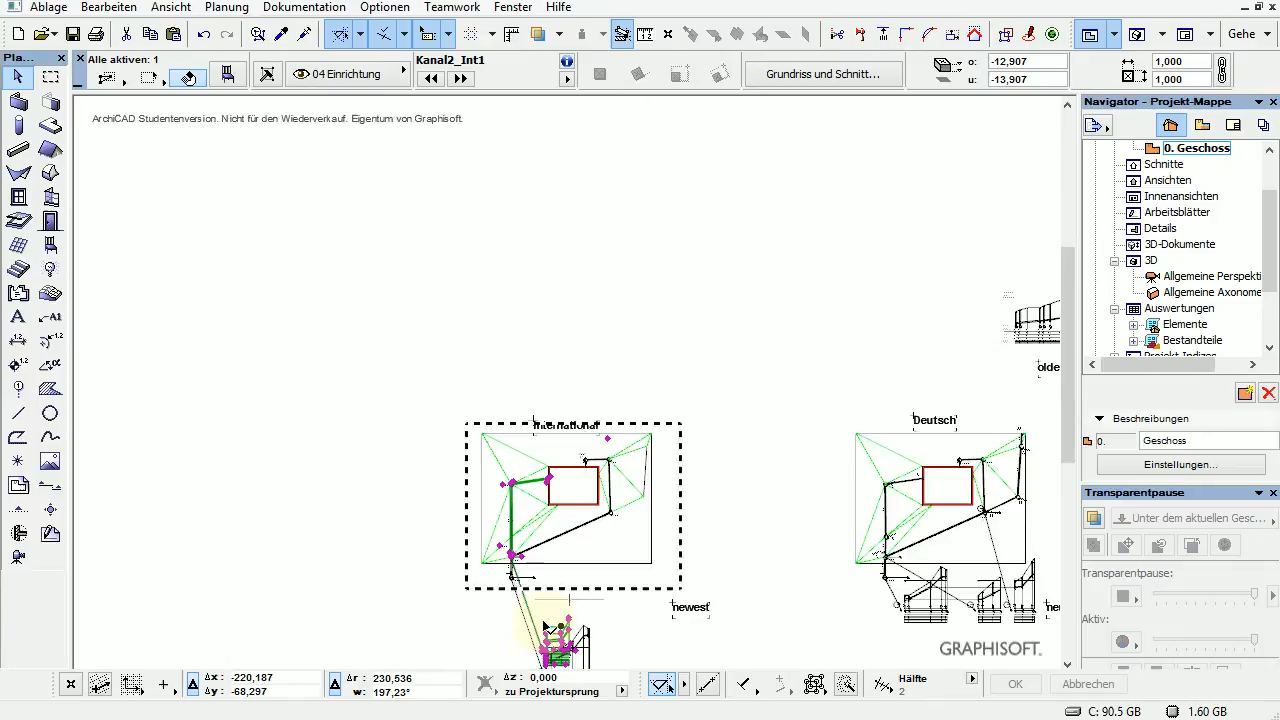 Ablage Bearbeiten Ansicht Planung Dokumentation Optionen Teamwork Fenster Hilfe
Gehe
Pla...
Alle aktiven: 1
04 Einrichtung
Kanal2_Int1
Grundriss und Schnitt...
o: -12,907
u: -13,907
1,000
1,000
ArchiCAD Studentenversion. Nicht für den Wiederverkauf. Eigentum von Graphisoft.
Navigator - Projekt-Mappe
0. Geschoss
Schnitte
Ansichten
Innenansichten
Arbeitsblätter
Details
3D-Dokumente
3D
Allgemeine Perspekti
Allgemeine Axonome
Auswertungen
Elemente
Bestandteile
Projekt-Indizes
Beschreibungen
0. Geschoss
Einstellungen...
Transparentpause
Unter dem aktuellen Gesc...
Transparentpause:
Aktiv:
olde
International
Deutsch
newest
ne
GRAPHISOFT.
Δx: -220,187
Δy: -68,297
Δr: 230,536
w: 197,23°
Δz: 0,000
zu Projektursprung
Hälfte
2
OK
Abbrechen
C: 90.5 GB
1.60 GB